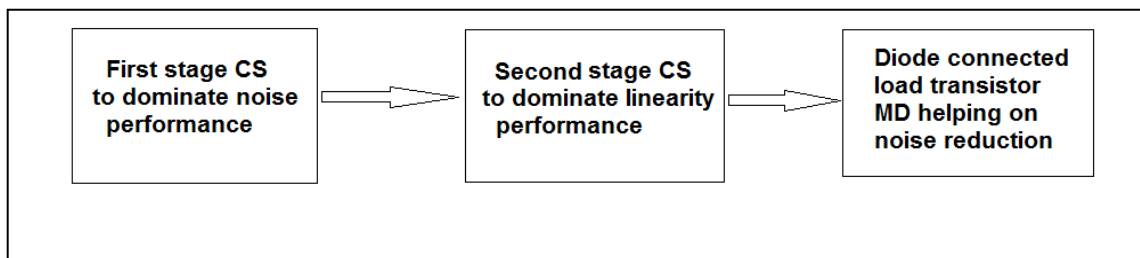 First stage CS
to dominate noise
performance
Second stage CS
to dominate linearity
performance
Diode connected
load transistor
MD helping on
noise reduction